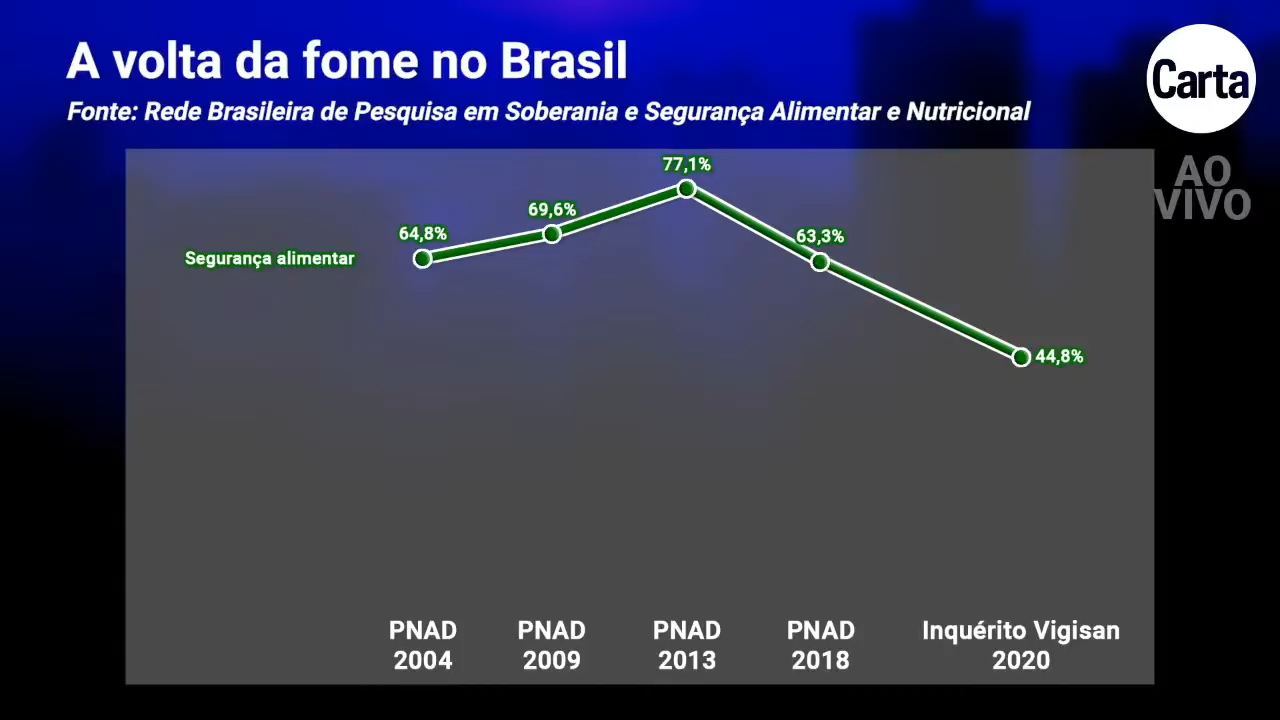 A volta da fome no Brasil
Fonte: Rede Brasileira de Pesquisa em Soberania e Segurança Alimentar e Nutricional
Carta
AO
VIVO
77,1%
69,6%
64,8%
63,3%
Segurança alimentar
44,8%
PNAD
2004
PNAD
2009
PNAD
2013
PNAD
2018
Inquérito Vigisan
2020